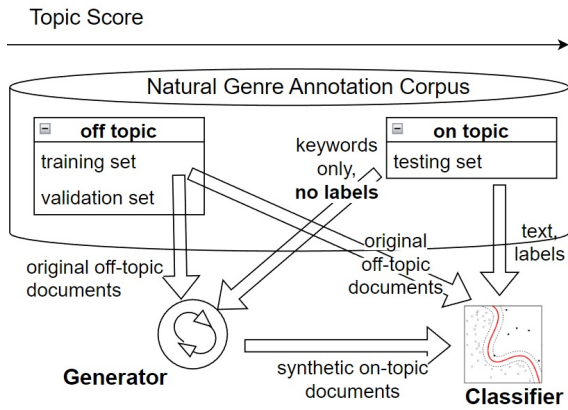 Topic Score
Natural Genre Annotation Corpus
off topic
training set
validation set
on topic
testing set
keywords
only,
no labels
original off-topic
documents
original
off-topic
documents
text,
labels
Generator
synthetic on-topic
documents
Classifier